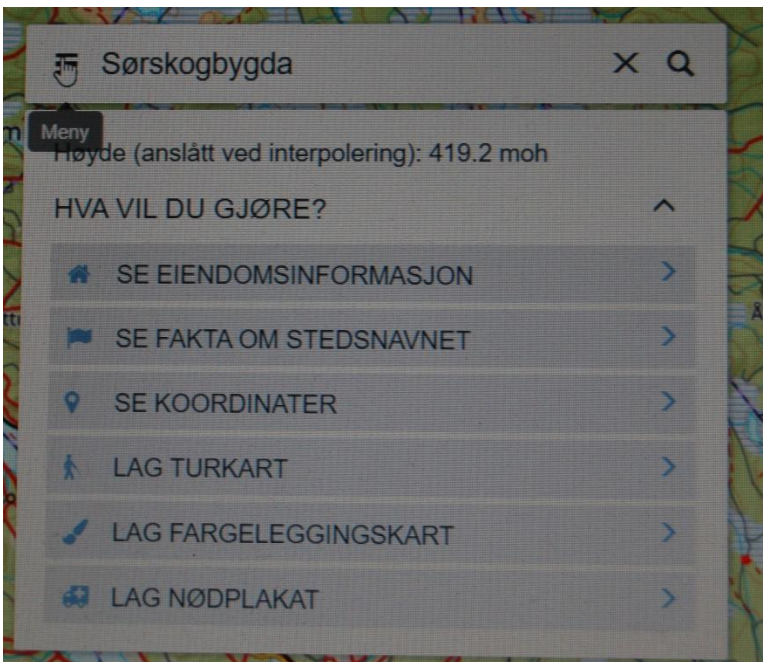 Sørskogbygda
Meny
Høyde (anslått ved interpolering): 419.2 moh
HVA VIL DU GJØRE?
SE EIENDOMSINFORMASJON
SE FAKTA OM STEDSNAVNET
SE KOORDINATER
LAG TURKART
LAG FARGELEGGINGSKART
LAG NØDPLAKAT